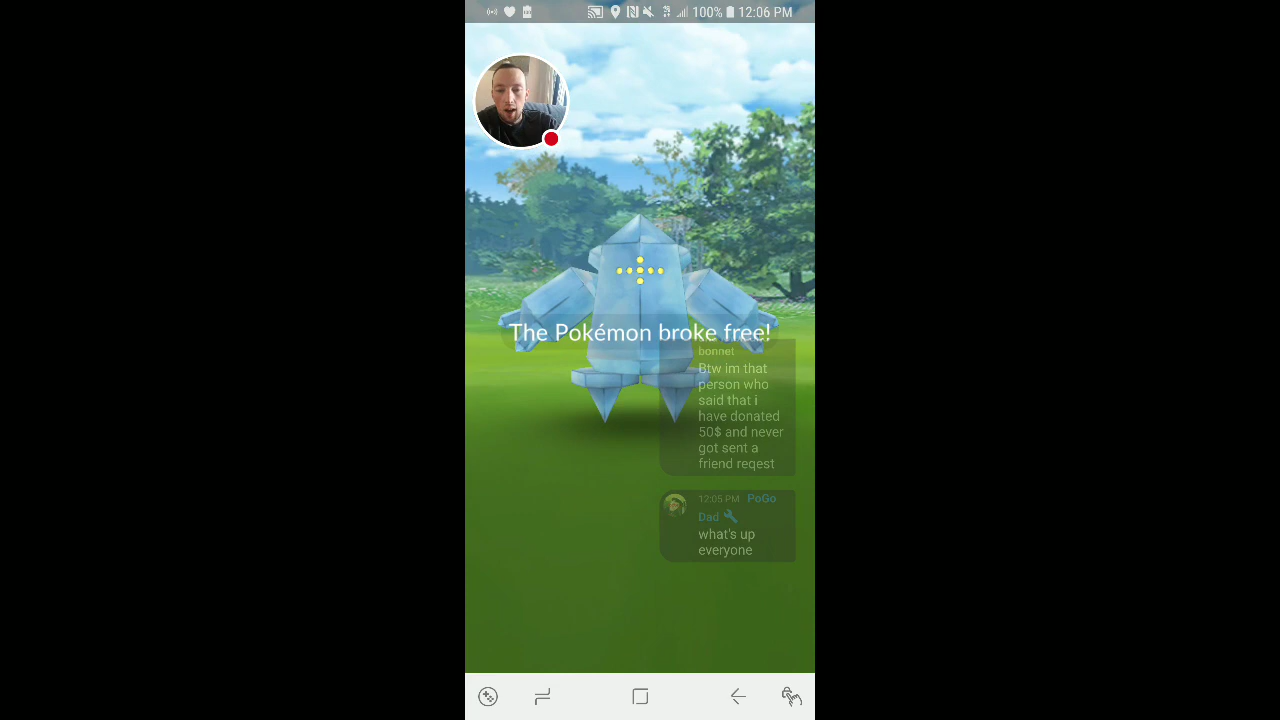 100% 12:06 PM
The Pokémon broke free!
bonnet
Btw im that
person who
said that i
have donated
50$ and never
got sent a
friend reqest
12:05 PM PoGo
Dad
what's up
everyone